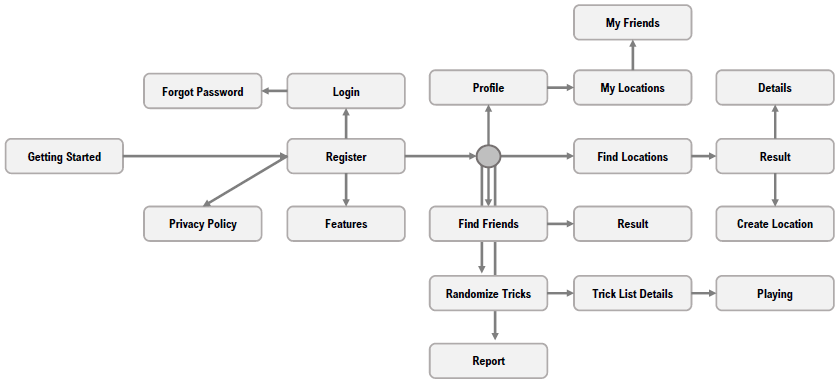 My Friends
Forgot Password
Login
Profile
My Locations
Details
Getting Started
Register
Find Locations
Result
Privacy Policy
Features
Find Friends
Result
Create Location
Randomize Tricks
Trick List Details
Playing
Report